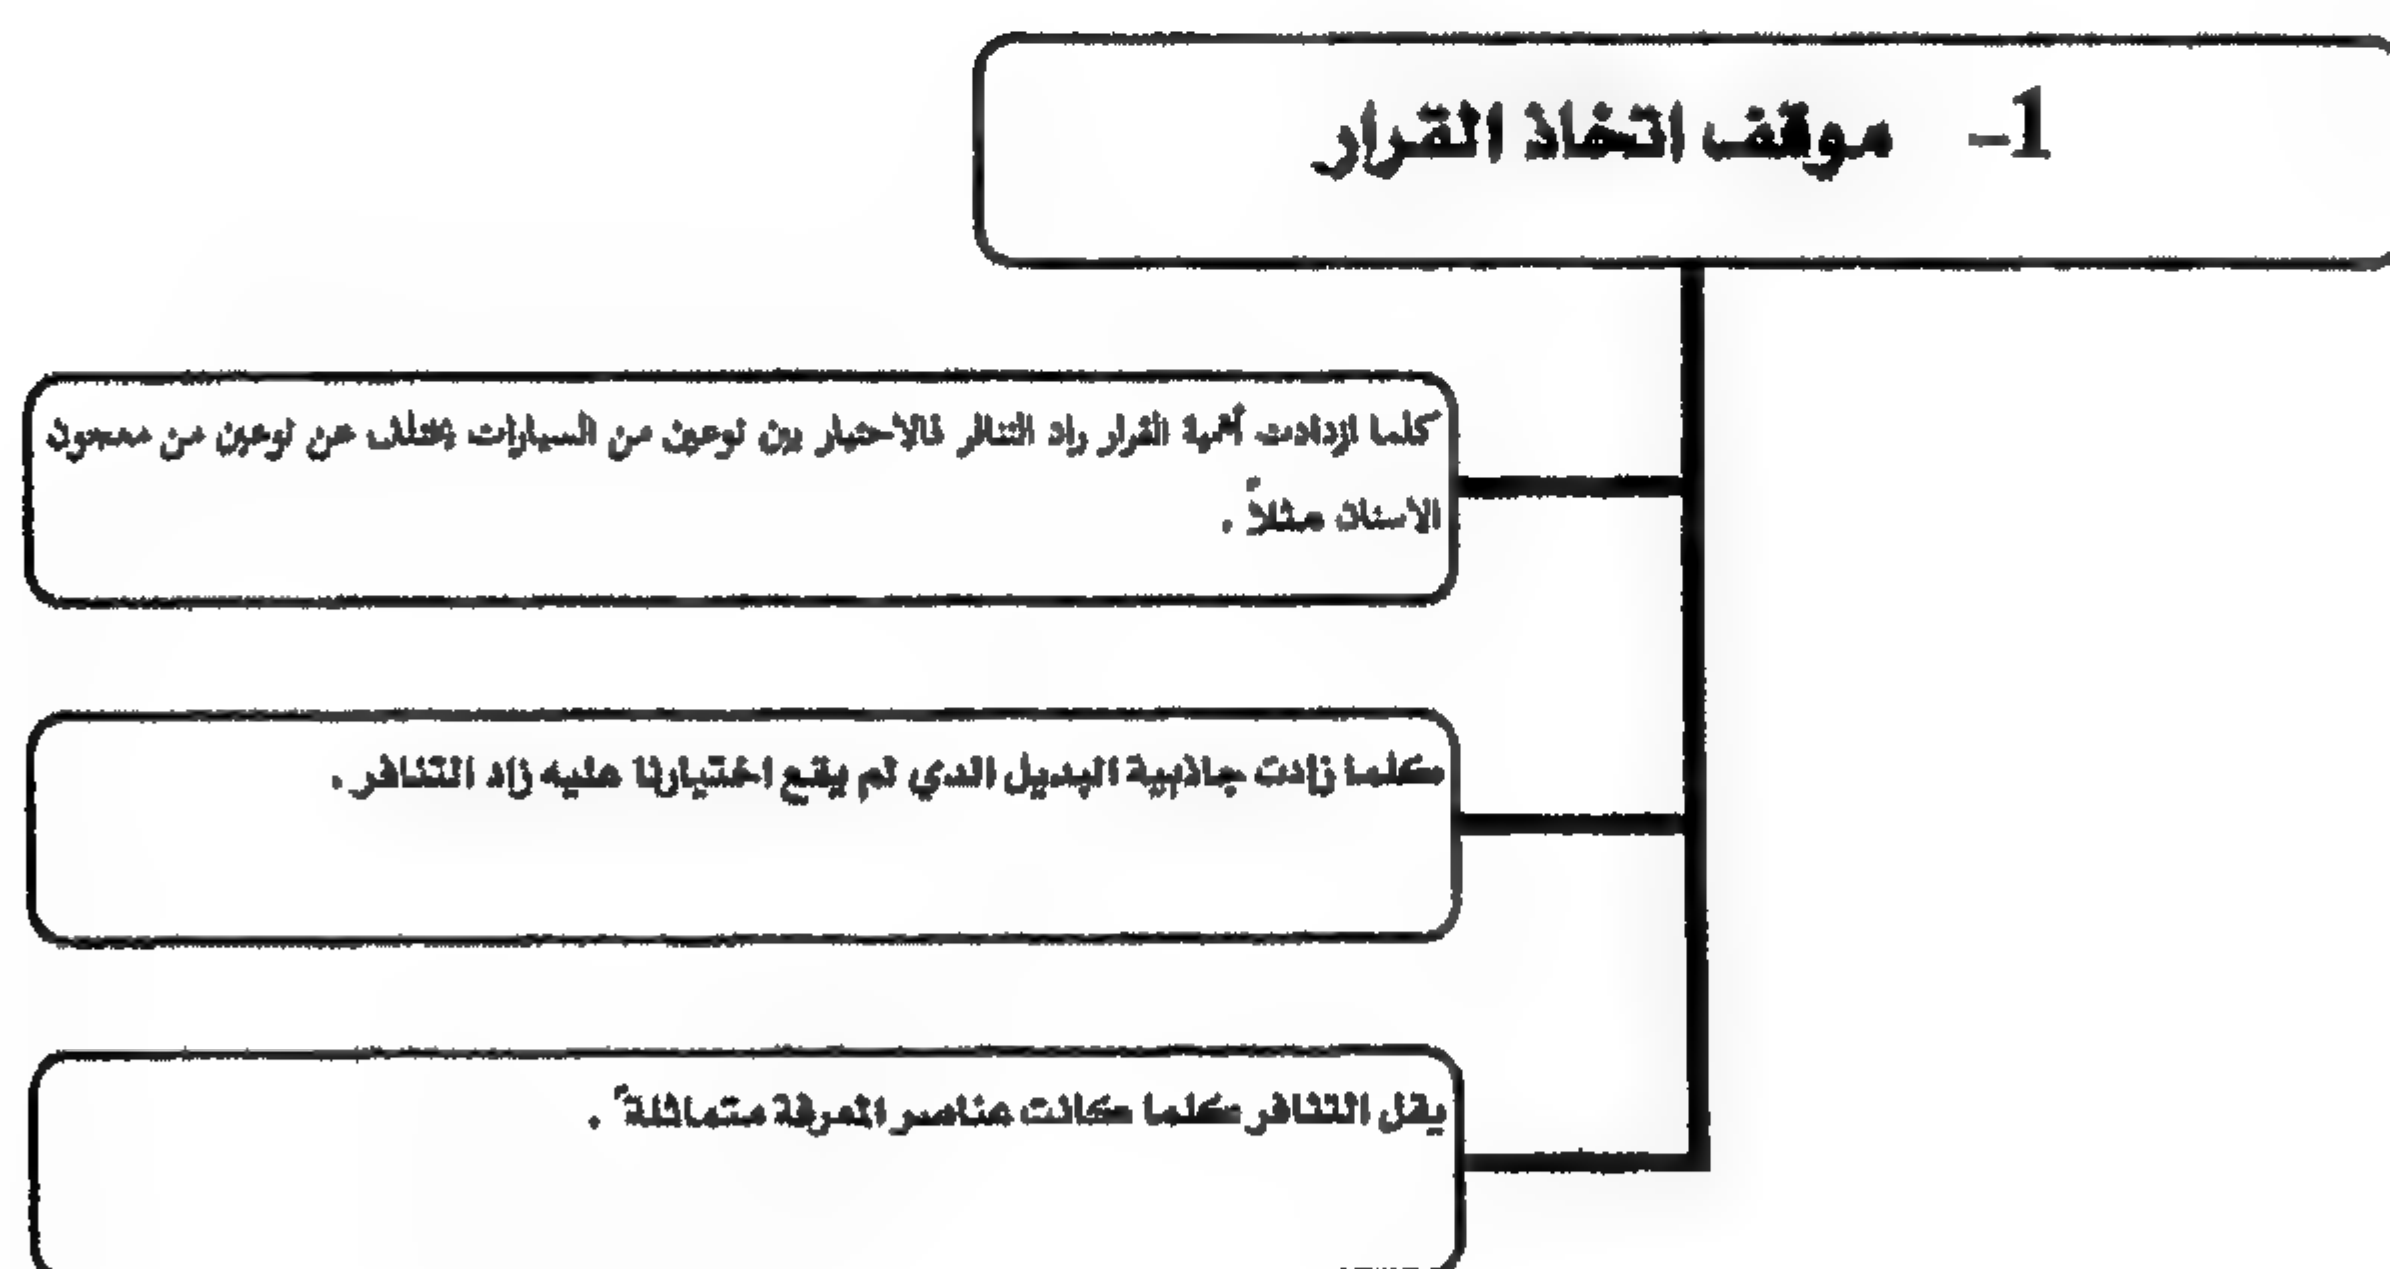 1- موقف اتخاذ القرار
كلما ازدادت أهمية القرار زاد التنافر فالاختيار بين نوعين من السيارات يختلف عن نوعين من معجون
الاسنان مثلاً .
كلما زادت جاذبية البديل الذي لم يقع اختيارنا عليه زاد التنافر .
يقل التنافر كلما كانت عناصر المعرفة متماثلة ً .